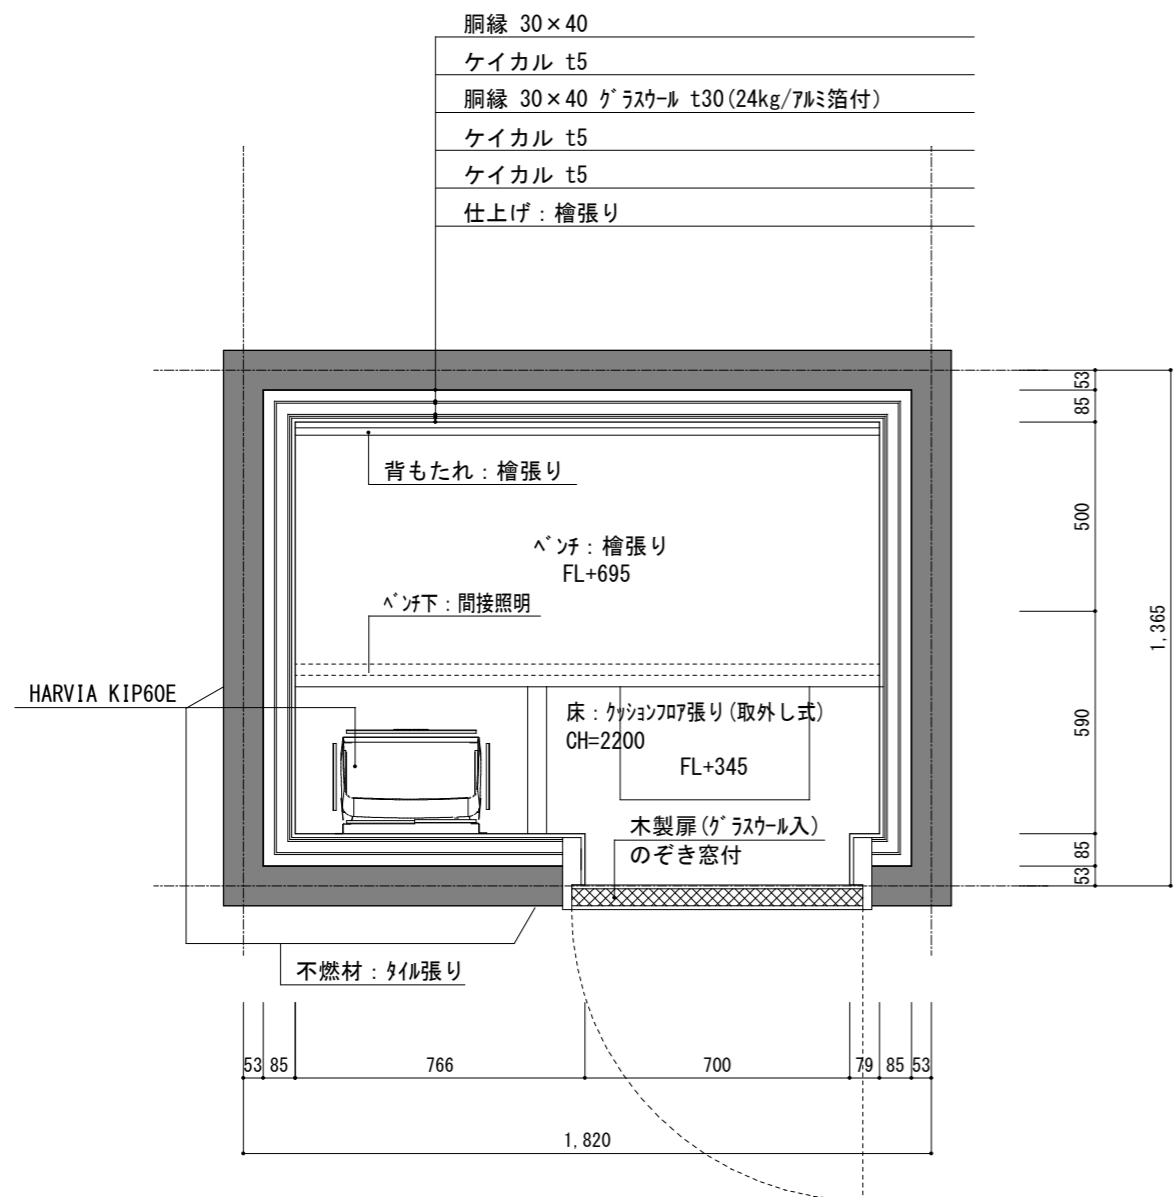 胴縁 30×40
ケイカル t5
胴縁 30×40 ｸﾞﾗｽｳｰﾙ t30(24kg/ｱﾙﾐ箔付)
ケイカル t5
ケイカル t5
仕上げ：檜張り
53
85
背もたれ：檜張り
500
ﾍﾞﾝﾁ：檜張り
FL+695
ﾍﾞﾝﾁ下：間接照明
1,365
HARVIA KIP60E
床：ｸｯｼｮﾝﾌﾛｱ張り(取外し式)
CH=2200
590
FL+345
木製扉(ｸﾞﾗｽｳｰﾙ入)
のぞき窓付
85
53
不燃材：ﾀｲﾙ張り
53 85 766 700 79 85 53
1,820